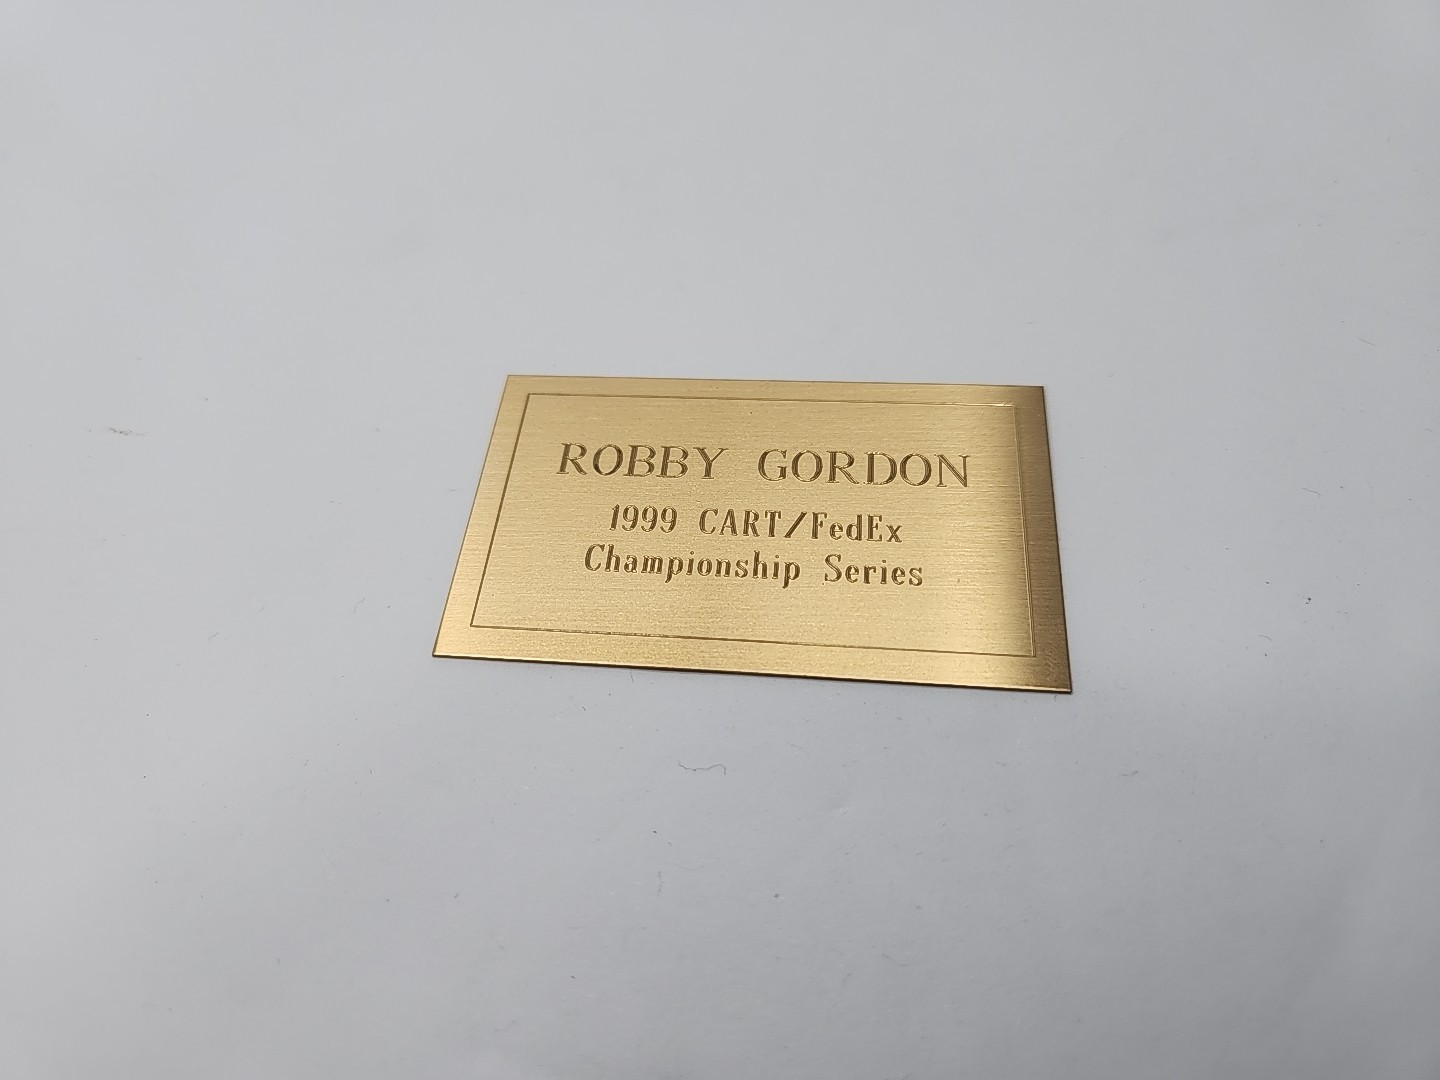 ROBBY GORDON
1999 CART/FedEx
Championship Series